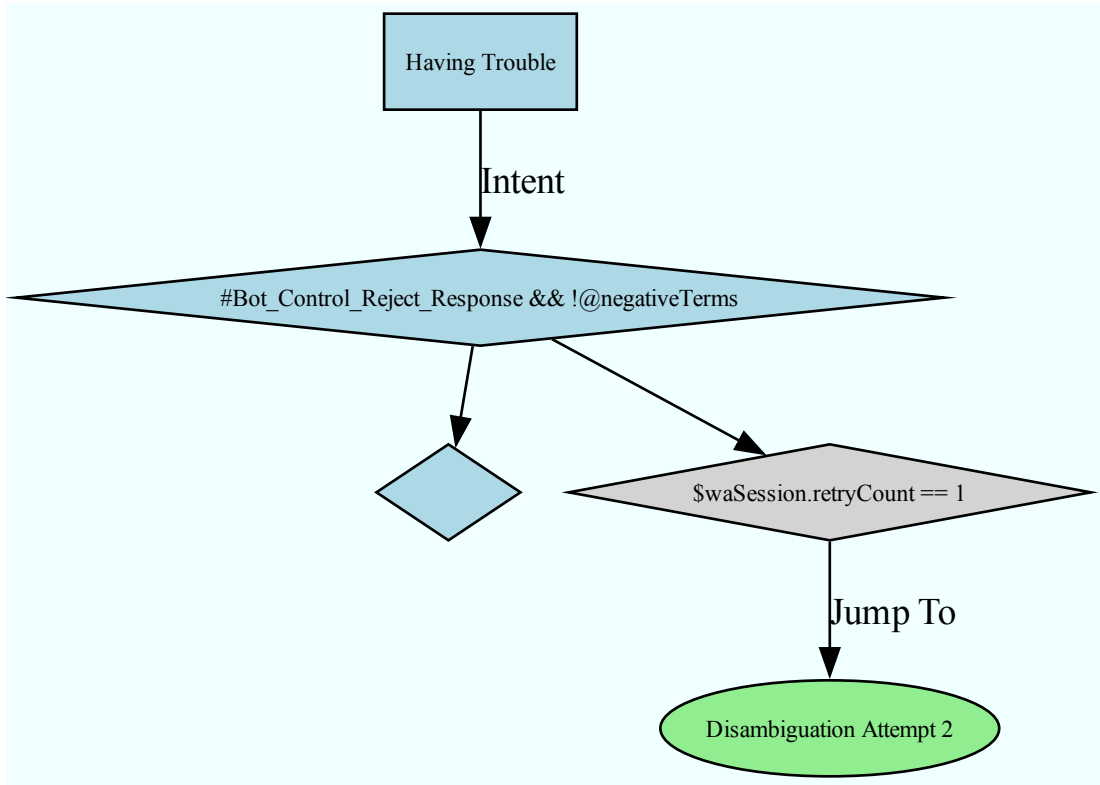 Having Trouble
Intent
#Bot_Control_Reject_Response && !@negativeTerms
$waSession.retryCount == 1
Jump To
Disambiguation Attempt 2